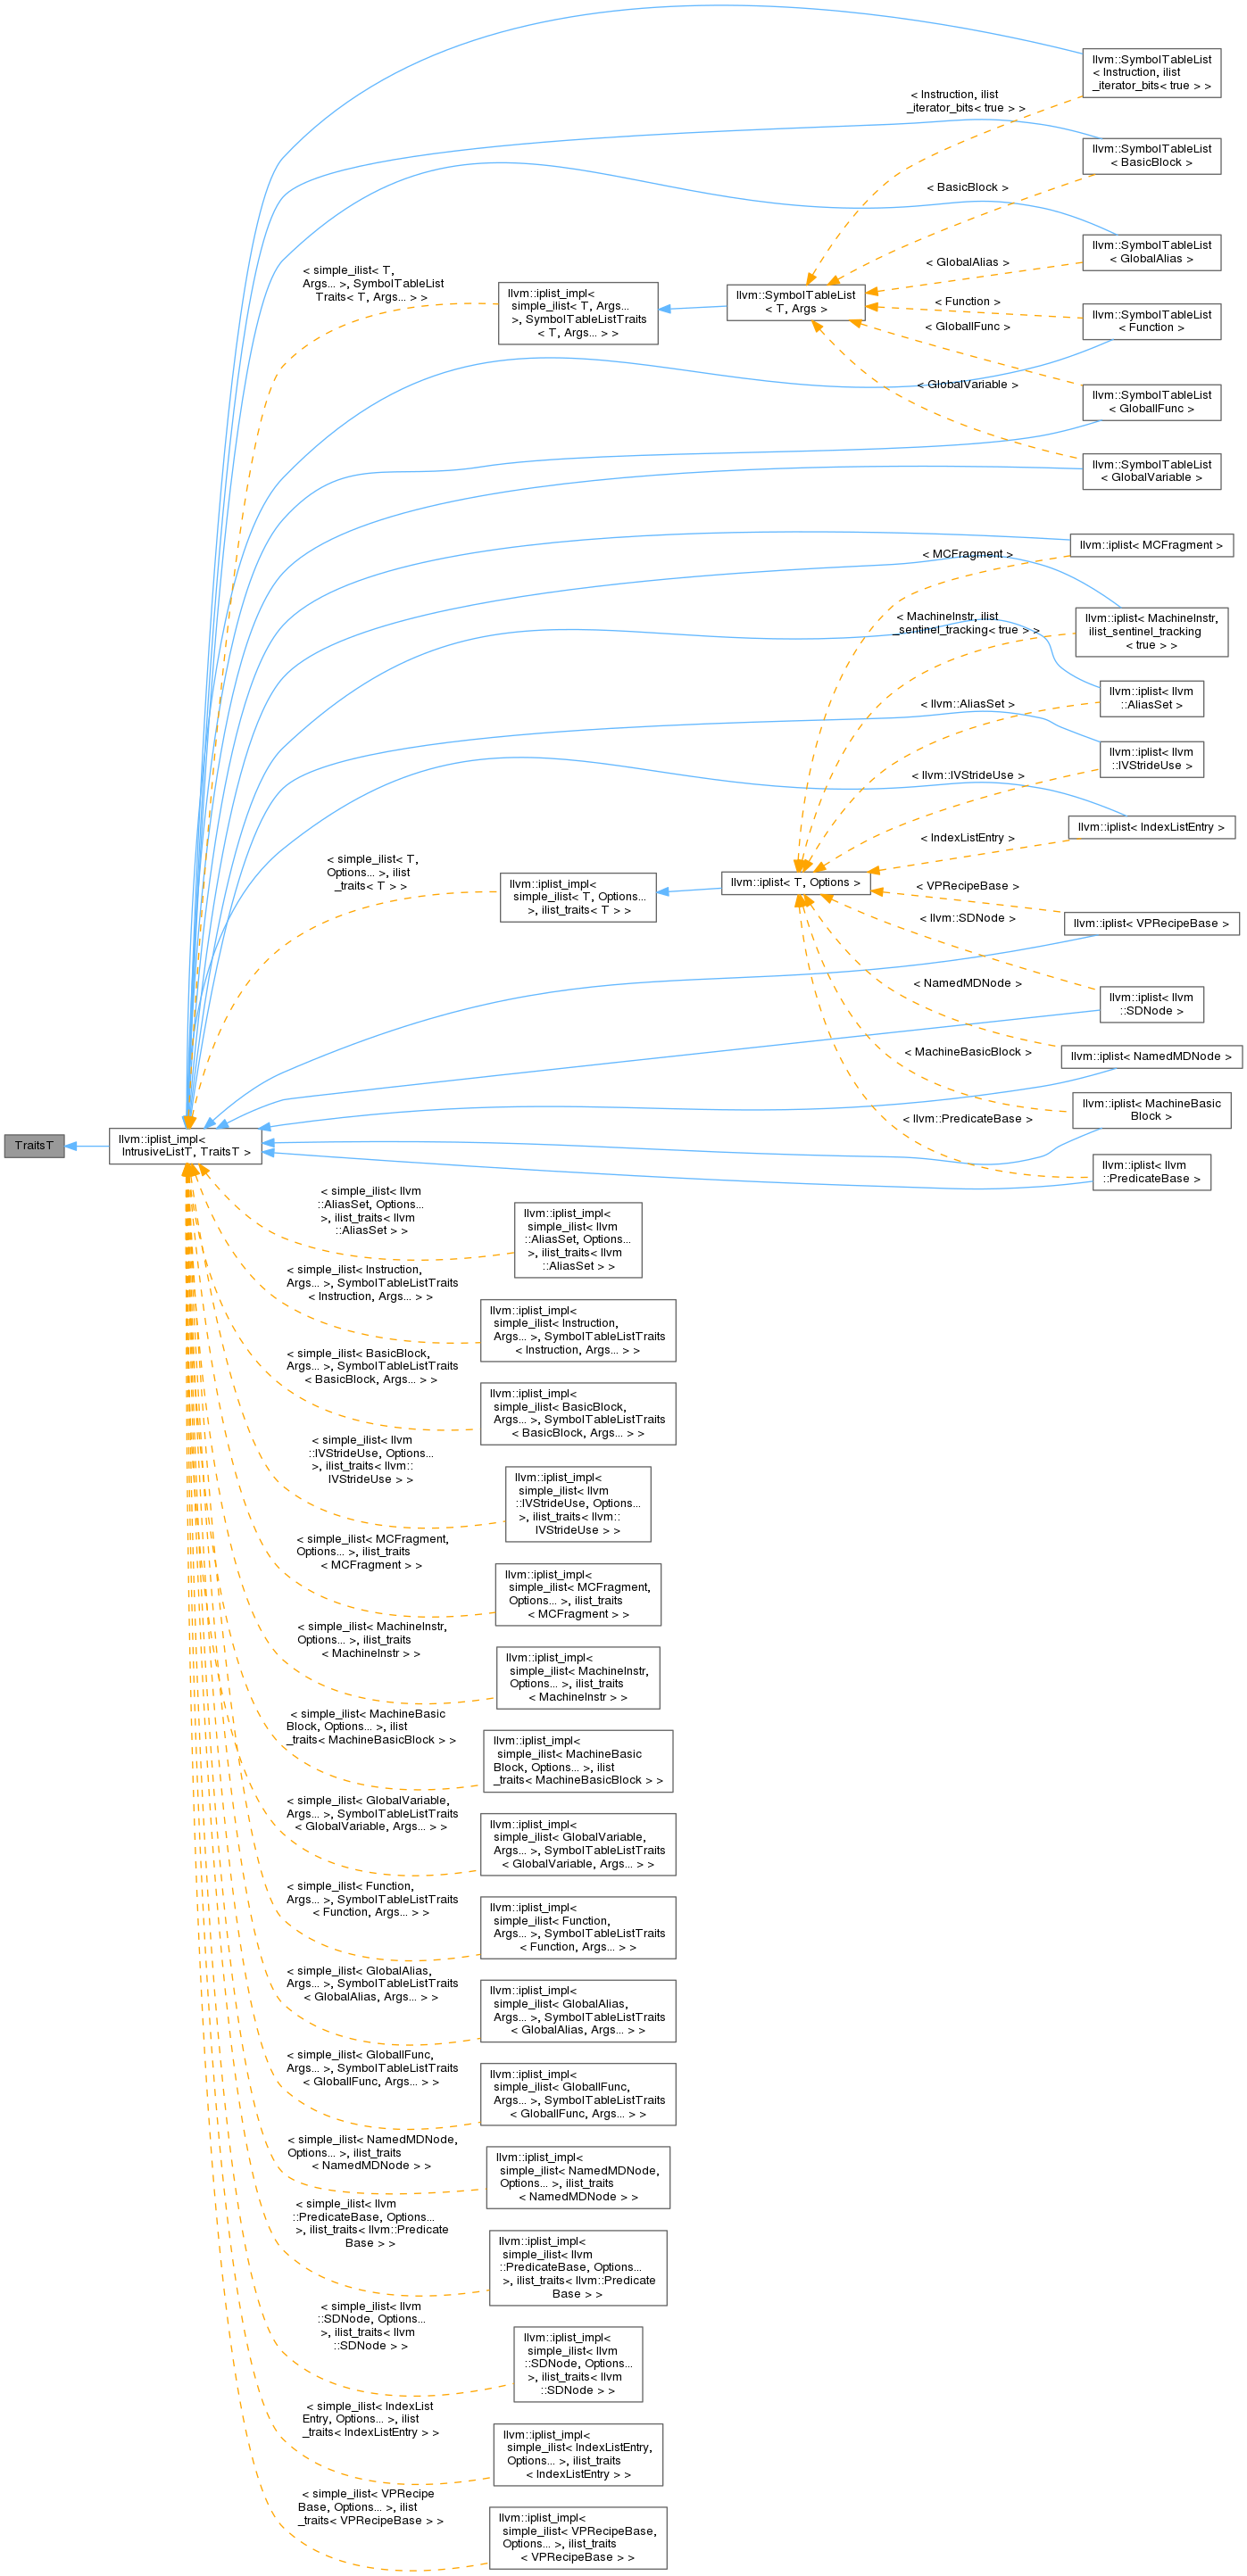 llvm::SymbolTableList
< Instruction, ilist
_iterator_bits< true > >
< Instruction, ilist
_iterator_bits< true > >
llvm::SymbolTableList
< BasicBlock >
< BasicBlock >
llvm::SymbolTableList
< GlobalAlias >
< GlobalAlias >
< simple_ilist< T,
Args... >, SymbolTableList
Traits< T, Args... > >
llvm::iplist_impl<
simple_ilist< T, Args...
>, SymbolTableListTraits
< T, Args... > >
llvm::SymbolTableList
< T, Args >
< Function >
llvm::SymbolTableList
< Function >
< GlobalIFunc >
llvm::SymbolTableList
< GlobalIFunc >
< GlobalVariable >
llvm::SymbolTableList
< GlobalVariable >
llvm::iplist< MCFragment >
< MCFragment >
llvm::iplist< MachineInstr,
ilist_sentinel_tracking
< true > >
< MachineInstr, ilist
_sentinel_tracking< true > >
llvm::iplist< llvm
::AliasSet >
< llvm::AliasSet >
llvm::iplist< llvm
::IVStrideUse >
< llvm::IVStrideUse >
llvm::iplist< IndexListEntry >
< IndexListEntry >
< simple_ilist< T,
Options... >, ilist
_traits< T > >
llvm::iplist_impl<
simple_ilist< T, Options...
>, ilist_traits< T > >
llvm::iplist< T, Options >
< VPRecipeBase >
llvm::iplist< VPRecipeBase >
< llvm::SDNode >
llvm::iplist< llvm
::SDNode >
< NamedMDNode >
llvm::iplist< NamedMDNode >
< MachineBasicBlock >
llvm::iplist< MachineBasic
Block >
< llvm::PredicateBase >
llvm::iplist< llvm
::PredicateBase >
TraitsT
llvm::iplist_impl<
IntrusiveListT, TraitsT >
< simple_ilist< llvm
::AliasSet, Options...
>, ilist_traits< llvm
::AliasSet > >
llvm::iplist_impl<
simple_ilist< llvm
::AliasSet, Options...
>, ilist_traits< llvm
::AliasSet > >
< simple_ilist< Instruction,
Args... >, SymbolTableListTraits
< Instruction, Args... > >
llvm::iplist_impl<
simple_ilist< Instruction,
Args... >, SymbolTableListTraits
< Instruction, Args... > >
< simple_ilist< BasicBlock,
Args... >, SymbolTableListTraits
< BasicBlock, Args... > >
llvm::iplist_impl<
simple_ilist< BasicBlock,
Args... >, SymbolTableListTraits
< BasicBlock, Args... > >
< simple_ilist< llvm
::IVStrideUse, Options...
>, ilist_traits< llvm::
IVStrideUse > >
llvm::iplist_impl<
simple_ilist< llvm
::IVStrideUse, Options...
>, ilist_traits< llvm::
IVStrideUse > >
< simple_ilist< MCFragment,
Options... >, ilist_traits
< MCFragment > >
llvm::iplist_impl<
simple_ilist< MCFragment,
Options... >, ilist_traits
< MCFragment > >
< simple_ilist< MachineInstr,
Options... >, ilist_traits
< MachineInstr > >
llvm::iplist_impl<
simple_ilist< MachineInstr,
Options... >, ilist_traits
< MachineInstr > >
< simple_ilist< MachineBasic
Block, Options... >, ilist
_traits< MachineBasicBlock > >
llvm::iplist_impl<
simple_ilist< MachineBasic
Block, Options... >, ilist
_traits< MachineBasicBlock > >
< simple_ilist< GlobalVariable,
Args... >, SymbolTableListTraits
< GlobalVariable, Args... > >
llvm::iplist_impl<
simple_ilist< GlobalVariable,
Args... >, SymbolTableListTraits
< GlobalVariable, Args... > >
< simple_ilist< Function,
Args... >, SymbolTableListTraits
< Function, Args... > >
llvm::iplist_impl<
simple_ilist< Function,
Args... >, SymbolTableListTraits
< Function, Args... > >
< simple_ilist< GlobalAlias,
Args... >, SymbolTableListTraits
< GlobalAlias, Args... > >
llvm::iplist_impl<
simple_ilist< GlobalAlias,
Args... >, SymbolTableListTraits
< GlobalAlias, Args... > >
< simple_ilist< GlobalIFunc,
Args... >, SymbolTableListTraits
< GlobalIFunc, Args... > >
llvm::iplist_impl<
simple_ilist< GlobalIFunc,
Args... >, SymbolTableListTraits
< GlobalIFunc, Args... > >
< simple_ilist< NamedMDNode,
Options... >, ilist_traits
< NamedMDNode > >
llvm::iplist_impl<
simple_ilist< NamedMDNode,
Options... >, ilist_traits
< NamedMDNode > >
< simple_ilist< llvm
::PredicateBase, Options...
>, ilist_traits< llvm::Predicate
Base > >
llvm::iplist_impl<
simple_ilist< llvm
::PredicateBase, Options...
>, ilist_traits< llvm::Predicate
Base > >
< simple_ilist< llvm
::SDNode, Options...
>, ilist_traits< llvm
::SDNode > >
llvm::iplist_impl<
simple_ilist< llvm
::SDNode, Options...
>, ilist_traits< llvm
::SDNode > >
< simple_ilist< IndexList
Entry, Options... >, ilist
_traits< IndexListEntry > >
llvm::iplist_impl<
simple_ilist< IndexListEntry,
Options... >, ilist_traits
< IndexListEntry > >
< simple_ilist< VPRecipe
Base, Options... >, ilist
_traits< VPRecipeBase > >
llvm::iplist_impl<
simple_ilist< VPRecipeBase,
Options... >, ilist_traits
< VPRecipeBase > >